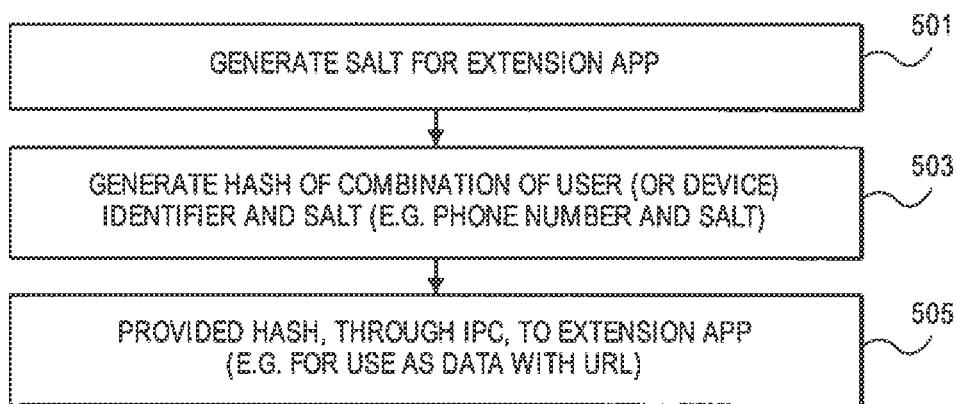 501
GENERATE SALT FOR EXTENSION APP
503
GENERATE HASH OF COMBINATION OF USER (OR DEVICE)
IDENTIFIER AND SALT (E.G. PHONE NUMBER AND SALT)
505
PROVIDED HASH, THROUGH IPC, TO EXTENSION APP
(E.G. FOR USE AS DATA WITH URL)